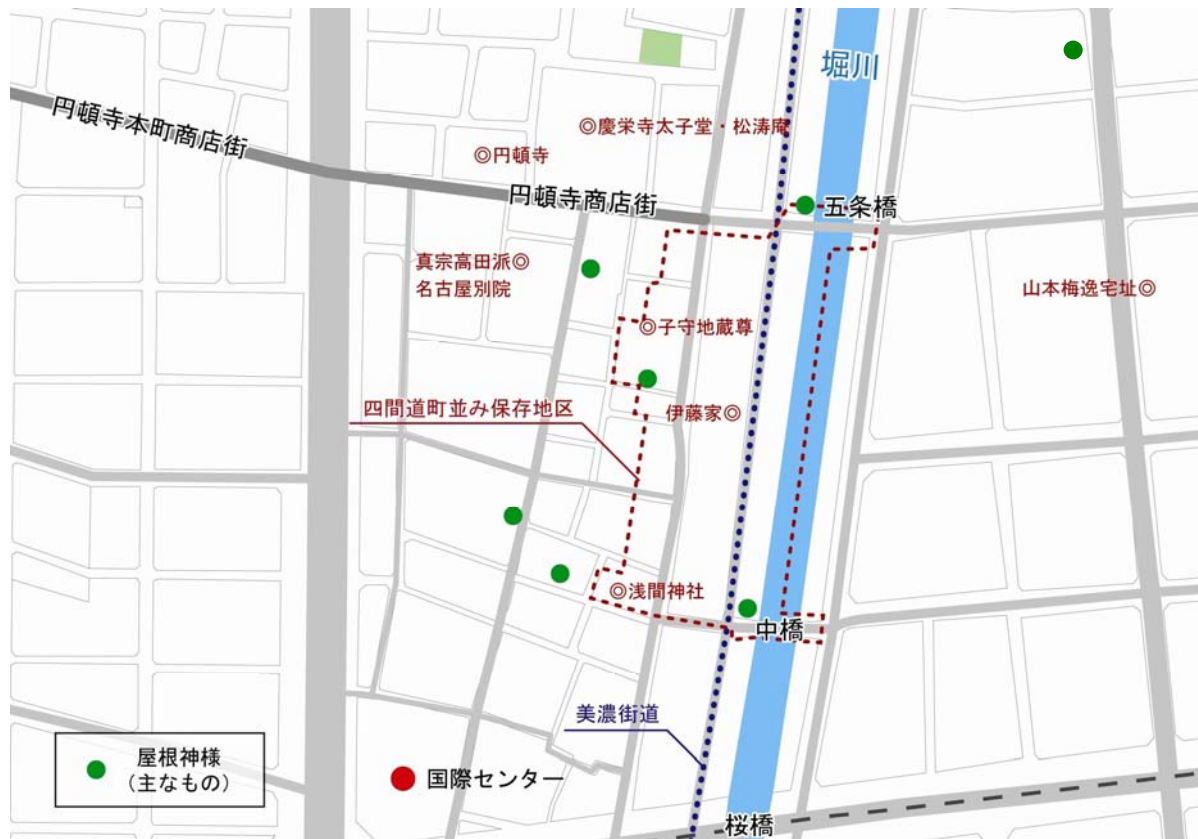 堀川
円頓寺本町商店街
◎慶栄寺太子堂・松涛庵
◎円頓寺
円頓寺商店街
五条橋
真宗高田派◎
名古屋別院
山本梅逸宅址◎
◎子守地蔵尊
四間道町並み保存地区
伊藤家◎
◎浅間神社
中橋
美濃街道
屋根神様
(主なもの)
国際センター
桜橋